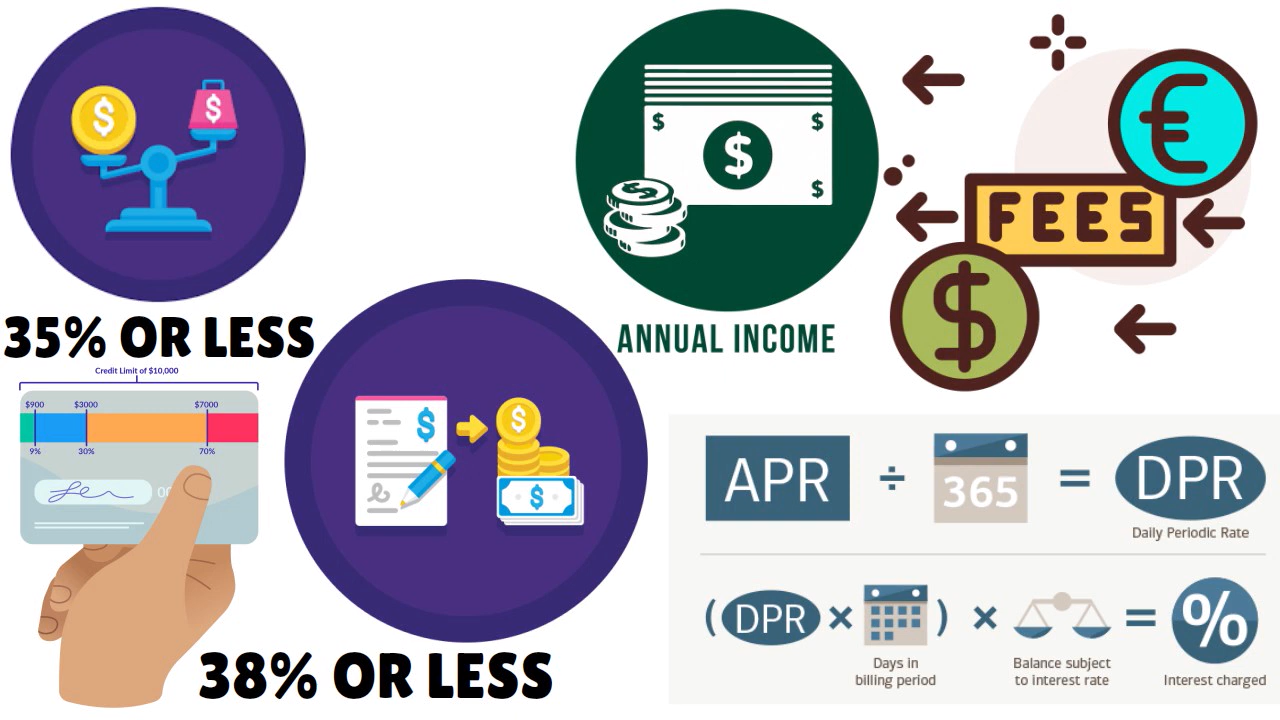 35% OR LESS
Credit Limit of $10,000
$900 $3000 $7000
9% 30% 70%
38% OR LESS
$
$
$
$
$
$
$
$
$
$
ANNUAL INCOME
€
FEES
$
APR ÷ 365 = DPR
Daily Periodic Rate
( DPR × ) × = %
Days in
billing period
Balance subject
to interest rate
Interest charged